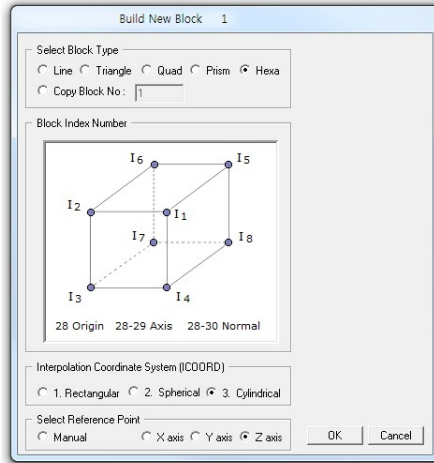 Build New Block 1
Select Block Type
Line Triangle Quad Prism Hexa
Copy Block No : 1
Block Index Number
I6 I5
I2 I1
I7 I8
I3 I4
28 Origin 28-29 Axis 28-30 Normal
Interpolation Coordinate System (ICOORD)
1. Rectangular 2. Spherical 3. Cylindrical
Select Reference Point
Manual X axis Y axis Z axis
OK Cancel